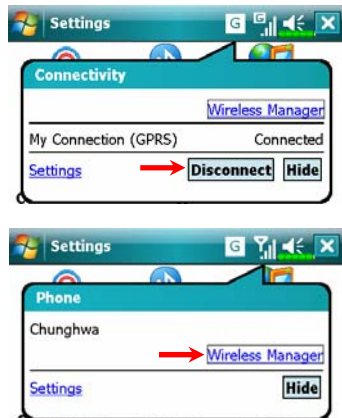 Settings G G X
Connectivity
Wireless Manager
My Connection (GPRS) Connected
Settings Disconnect Hide
Settings G X
Phone
Chunghwa
Wireless Manager
Settings Hide